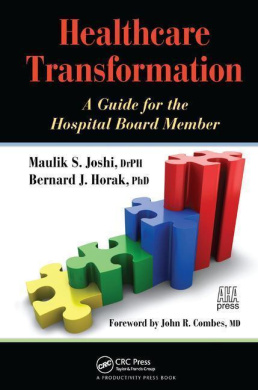 Healthcare
Transformation
A Guide for the
Hospital Board Member
Maulik S. Joshi, DrPH
Bernard J. Horak, PhD
AHA
press
Foreword by John R. Combes, MD
CRC Press
Taylor & Francis Group
A PRODUCTIVITY PRESS BOOK